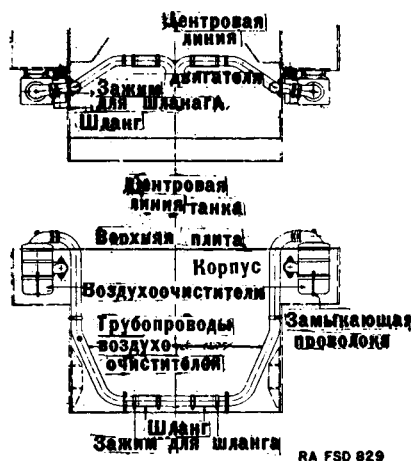 Центровая
линия
двигателя
Зажим
для шланга
Шланг
Центровая
линия
танка
Верхняя плита
Корпус
Воздухоочистители
Трубопроводы
воздухо-
очистителей
Замыкающая
проволока
Шланг
Зажим для шланга
RA FSD 829